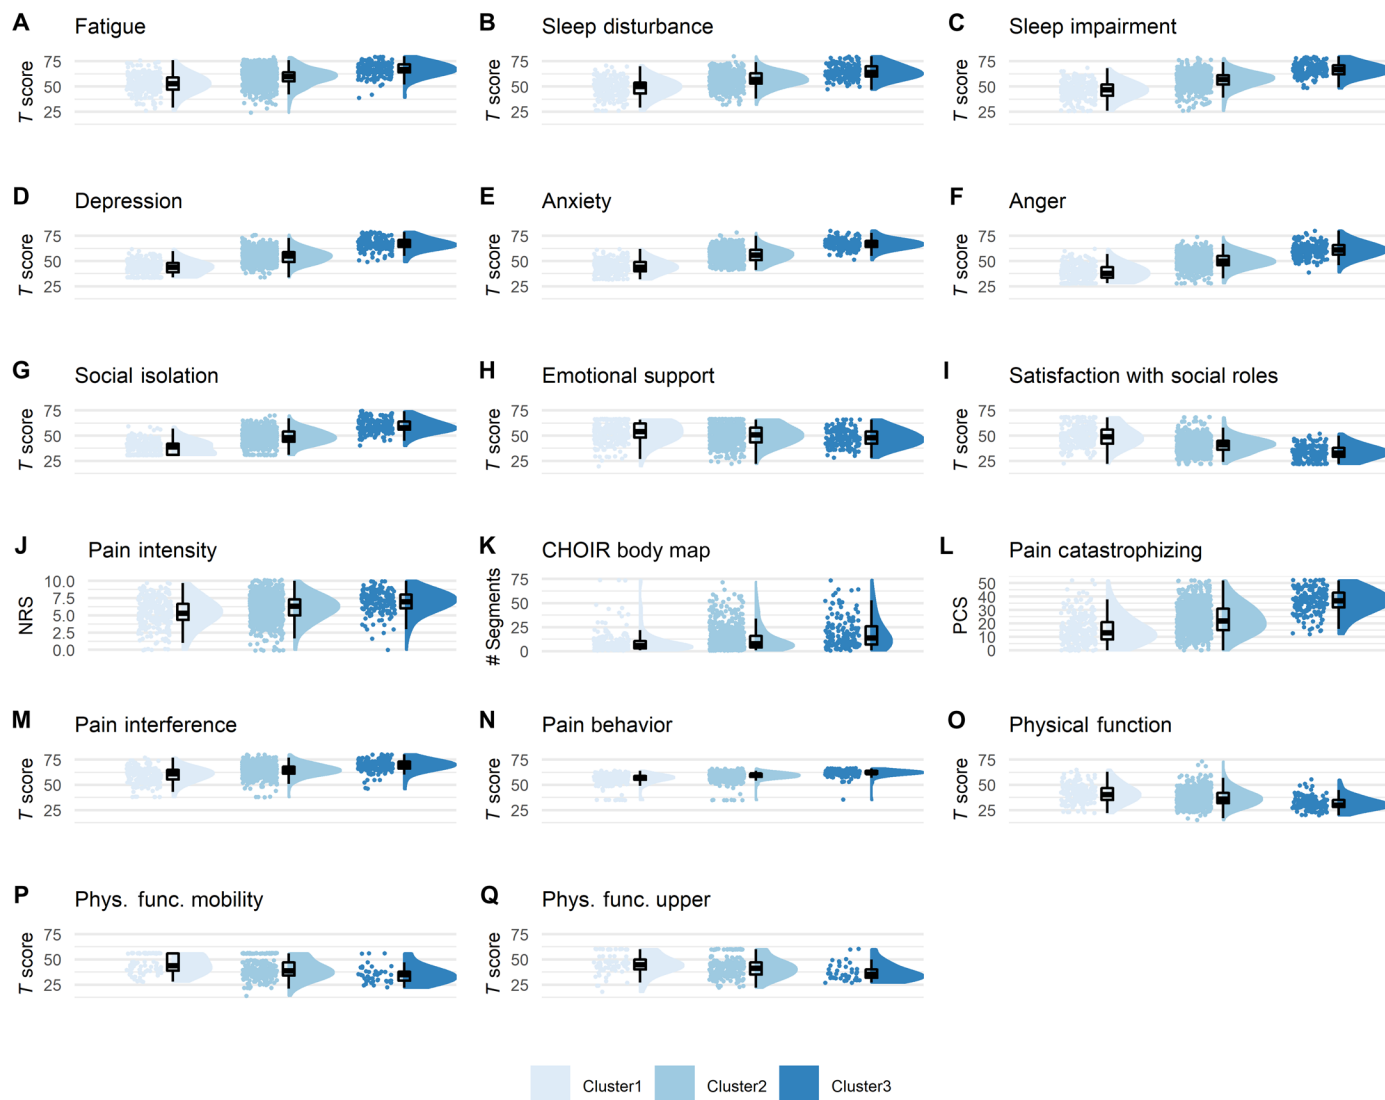 A Fatigue
T score
75
50
25
B Sleep disturbance
T score
75
50
25
C Sleep impairment
T score
75
50
25
D Depression
T score
75
50
25
E Anxiety
T score
75
50
25
F Anger
T score
75
50
25
G Social isolation
T score
75
50
25
H Emotional support
T score
75
50
25
I Satisfaction with social roles
T score
75
50
25
J Pain intensity
NRS
10.0
7.5
5.0
2.5
0.0
K CHOIR body map
# Segments
75
50
25
0
L Pain catastrophizing
PCS
50
40
30
20
10
0
M Pain interference
T score
75
50
25
N Pain behavior
T score
75
50
25
O Physical function
T score
75
50
25
P Phys. func. mobility
T score
75
50
25
Q Phys. func. upper
T score
75
50
25
Cluster1 Cluster2 Cluster3